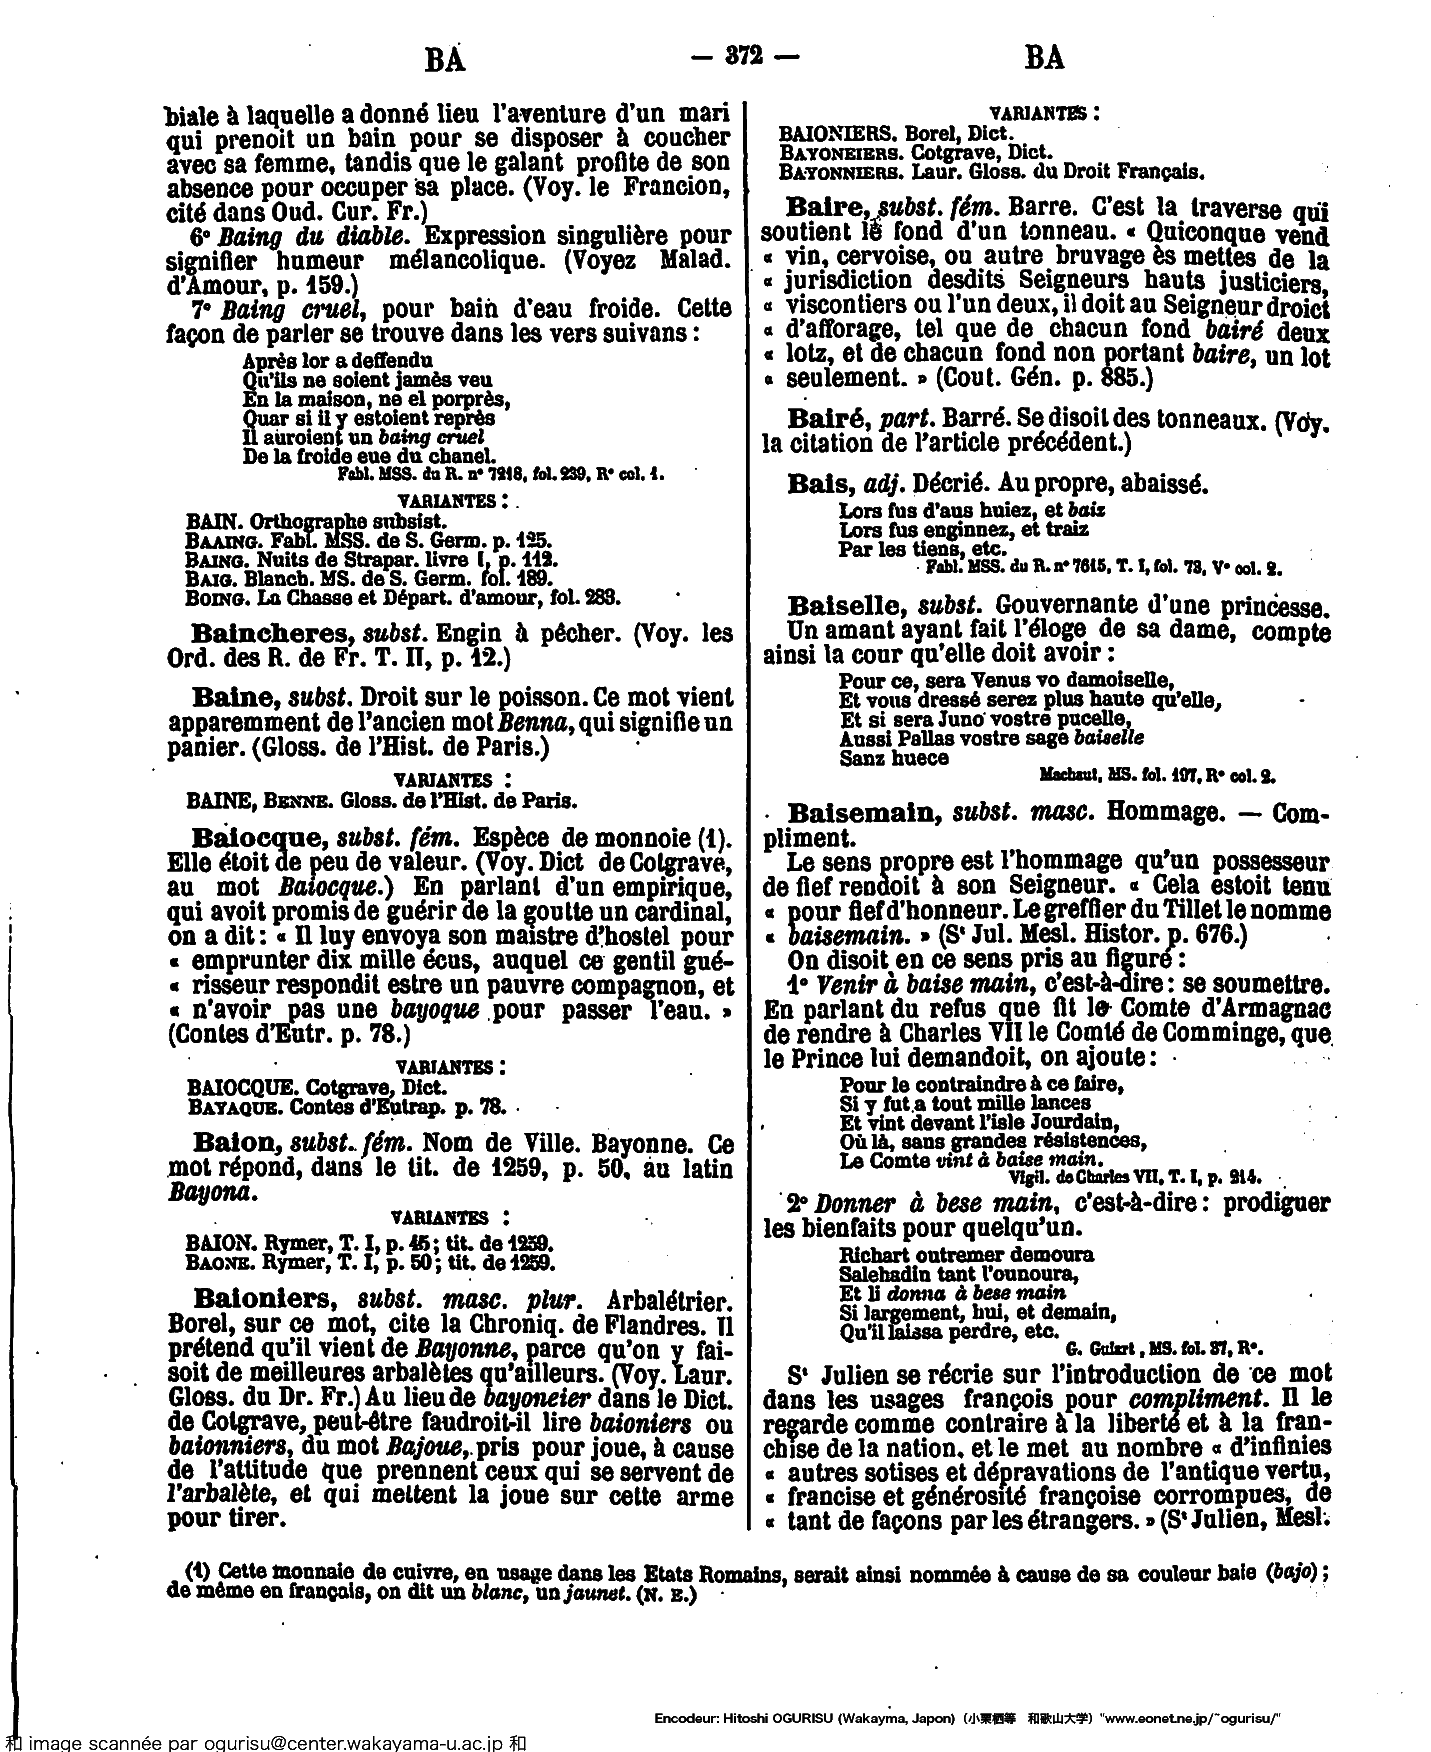 BA — 372 — BA
biale à laquelle a donné lieu l'aventure d'un mari
qui prenoit un bain pour se disposer à coucher
avec sa femme, tandis que le galant profite de son
absence pour occuper sa place. (Voy. le Francion,
cité dans Oud. Cur. Fr.)
6° Baing du diable. Expression singulière pour
signifier humeur mélancolique. (Voyez Malad.
d'Amour, p. 159.)
7° Baing cruel, pour bain d'eau froide. Cette
façon de parler se trouve dans les vers suivans :
Après lor a deffendu
Qu'ils ne soient jamès veu
En la maison, ne el porprès,
Quar si il y estoient reprès
Il auroient un baing cruel
De la froide eue du chanel.
Fabl. MSS. du R. n° 7218, fol. 239, R° col. 1.
VARIANTES :
BAIN. Orthographe subsist.
BAAING. Fabl. MSS. de S. Germ. p. 125.
BAING. Nuits de Strapar. livre I, p. 112.
BAIG. Blanch. MS. de S. Germ. fol. 189.
BOING. La Chasse et Départ. d'amour, fol. 283.
Baincheres, subst. Engin à pêcher. (Voy. les
Ord. des R. de Fr. T. II, p. 12.)
Baine, subst. Droit sur le poisson. Ce mot vient
apparemment de l'ancien mot Benna, qui signifie un
panier. (Gloss. de l'Hist. de Paris.)
VARIANTES :
BAINE, BENNE. Gloss. de l'Hist. de Paris.
Baiocque, subst. fém. Espèce de monnoie (1).
Elle étoit de peu de valeur. (Voy. Dict de Cotgrave,
au mot Baiocque.) En parlant d'un empirique,
qui avoit promis de guérir de la goutte un cardinal,
on a dit : « Il luy envoya son maistre d'hostel pour
« emprunter dix mille écus, auquel ce gentil gué-
« risseur respondit estre un pauvre compagnon, et
« n'avoir pas une bayoque pour passer l'eau. »
(Contes d'Eutr. p. 78.)
VARIANTES :
BAIOCQUE. Cotgrave, Dict.
BAYAQUE. Contes d'Eutrap. p. 78.
Baion, subst. fém. Nom de Ville. Bayonne. Ce
mot répond, dans le tit. de 1259, p. 50, au latin
Bayona.
VARIANTES :
BAION. Rymer, T. I, p. 45 ; tit. de 1259.
BAONE. Rymer, T. I, p. 50 ; tit. de 1259.
Baioniers, subst. masc. plur. Arbalétrier.
Borel, sur ce mot, cite la Chroniq. de Flandres. Il
prétend qu'il vient de Bayonne, parce qu'on y fai-
soit de meilleures arbalètes qu'ailleurs. (Voy. Laur.
Gloss. du Dr. Fr.) Au lieu de bayoneier dans le Dict.
de Cotgrave, peut-être faudroit-il lire baioniers ou
baionniers, du mot Bajoue, pris pour joue, à cause
de l'attitude que prennent ceux qui se servent de
l'arbalète, et qui mettent la joue sur cette arme
pour tirer.
VARIANTES :
BAIONIERS. Borel, Dict.
BAYONEIERS. Cotgrave, Dict.
BAYONNIERS. Laur. Gloss. du Droit Français.
Baire, subst. fém. Barre. C'est la traverse qui
soutient le fond d'un tonneau. « Quiconque vend
« vin, cervoise, ou autre bruvage ès mettes de la
« jurisdiction desdits Seigneurs hauts justiciers,
« viscontiers ou l'un deux, il doit au Seigneur droict
« d'afforage, tel que de chacun fond bairé deux
« lotz, et de chacun fond non portant baire, un lot
« seulement. » (Cout. Gén. p. 885.)
Bairé, part. Barré. Se disoit des tonneaux. (Voy.
la citation de l'article précédent.)
Bais, adj. Décrié. Au propre, abaissé.
Lors fus d'aus huiez, et baiz
Lors fus enginnez, et traiz
Par les tiens, etc.
Fabl. MSS. du R. n° 7615, T. I, fol. 73, V° col. 2.
Baiselle, subst. Gouvernante d'une princesse.
Un amant ayant fait l'éloge de sa dame, compte
ainsi la cour qu'elle doit avoir :
Pour ce, sera Venus vo damoiselle,
Et vous dressé serez plus haute qu'elle,
Et si sera Juno vostre pucelle,
Aussi Pallas vostre sage baiselle
Sanz huece
Machaut, MS. fol. 197, R° col. 2.
Baisemain, subst. masc. Hommage. — Com-
pliment.
Le sens propre est l'hommage qu'un possesseur
de fief rendoit à son Seigneur. « Cela estoit tenu
« pour fief d'honneur. Le greffier du Tillet le nomme
« baisemain. » (St Jul. Mesl. Histor. p. 676.)
On disoit en ce sens pris au figuré :
1° Venir à baise main, c'est-à-dire : se soumettre.
En parlant du refus que fit le Comte d'Armagnac
de rendre à Charles VII le Comté de Comminge, que
le Prince lui demandoit, on ajoute :
Pour le contraindre à ce faire,
Si y fut a tout mille lances
Et vint devant l'isle Jourdain,
Où là, sans grandes résistences,
Le Comte vint à baise main.
Vigil. de Charles VII, T. I, p. 214.
2° Donner à bese main, c'est-à-dire : prodiguer
les bienfaits pour quelqu'un.
Richart outremer demoura
Salehadin tant l'ounoura,
Et li donna à bese main
Si largement, hui, et demain,
Qu'il laissa perdre, etc.
G. Guiart, MS. fol. 37, R°.
St Julien se récrie sur l'introduction de ce mot
dans les usages françois pour compliment. Il le
regarde comme contraire à la liberté et à la fran-
chise de la nation, et le met au nombre « d'infinies
« autres sotises et dépravations de l'antique vertu,
« francise et générosité françoise corrompues, de
« tant de façons par les étrangers. » (St Julien, Mesl.
(1) Cette monnaie de cuivre, en usage dans les Etats Romains, serait ainsi nommée à cause de sa couleur baie (bajo) ;
de même en français, on dit un blanc, un jaunet. (N. E.)
Encodeur: Hitoshi OGURISU (Wakayma, Japon) (小栗栖等 和歌山大学) "www.eonet.ne.jp/~ogurisu/"
和 image scannée par ogurisu@center.wakayama-u.ac.jp 和